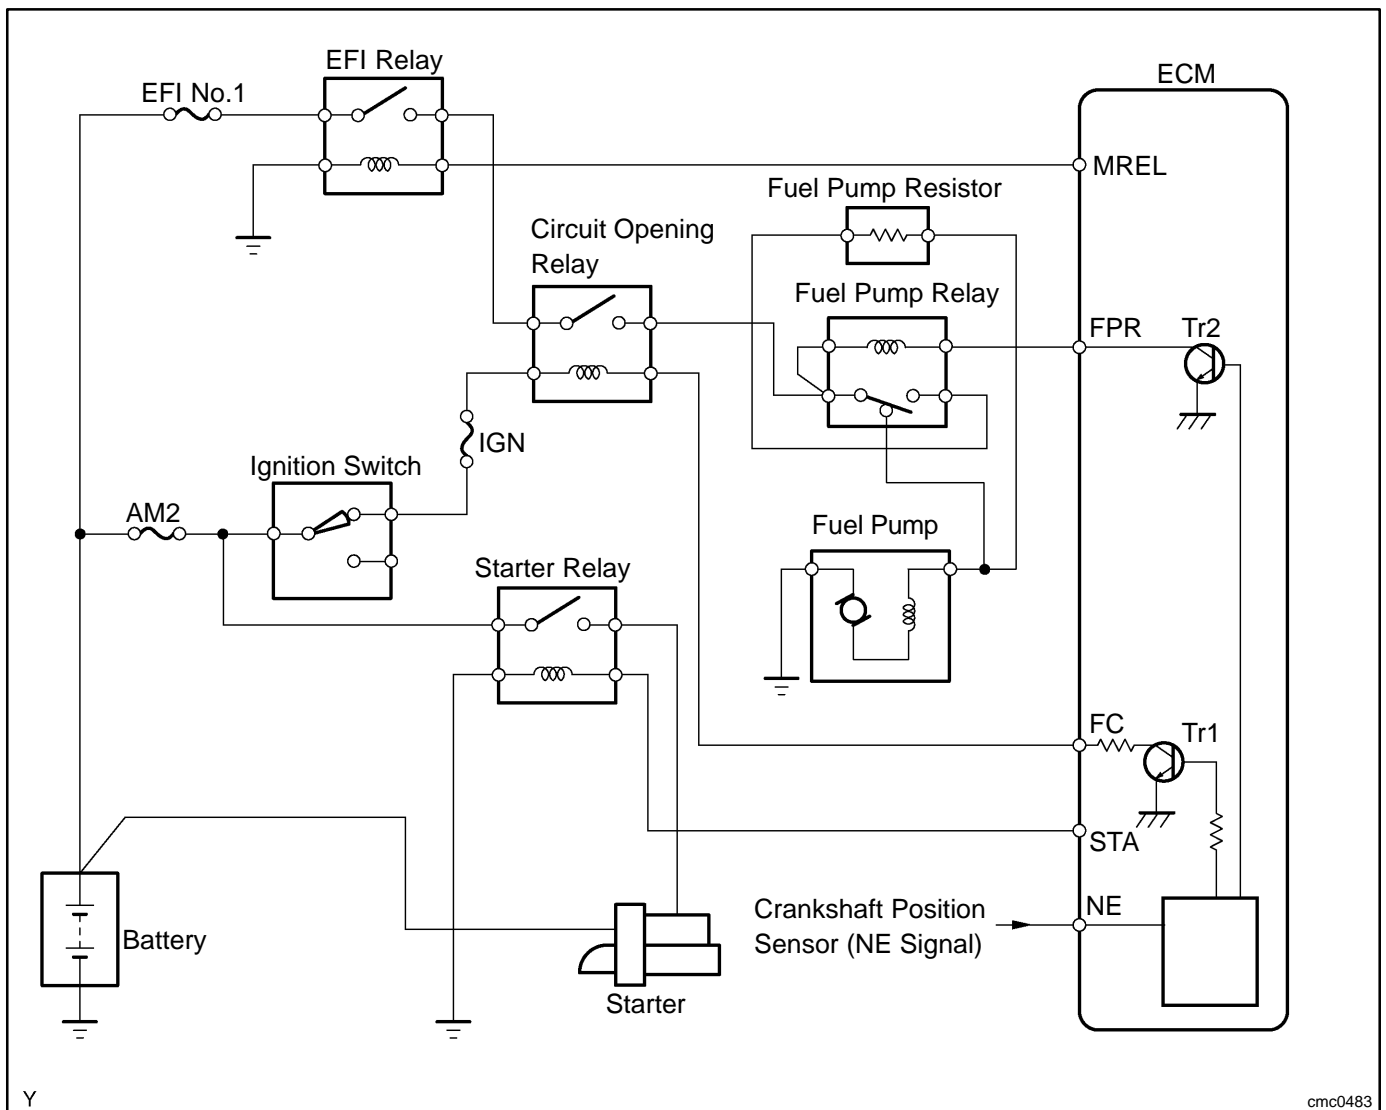 EFI Relay
ECM
EFI No.1
MREL
Fuel Pump Resistor
Circuit Opening
Relay
Fuel Pump Relay
FPR
Tr2
IGN
Ignition Switch
AM2
Fuel Pump
Starter Relay
FC
Tr1
STA
NE
Crankshaft Position
Sensor (NE Signal)
Battery
Starter
Y
cmc0483